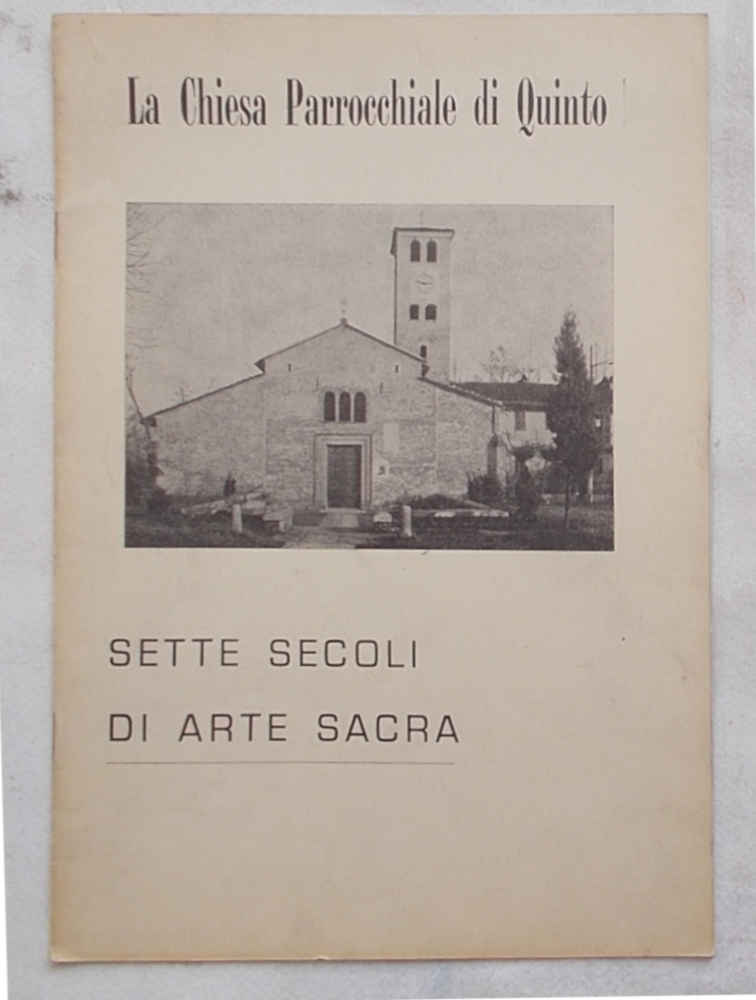 La Chiesa Parrocchiale di Quinto
SETTE SECOLI
DI ARTE SACRA